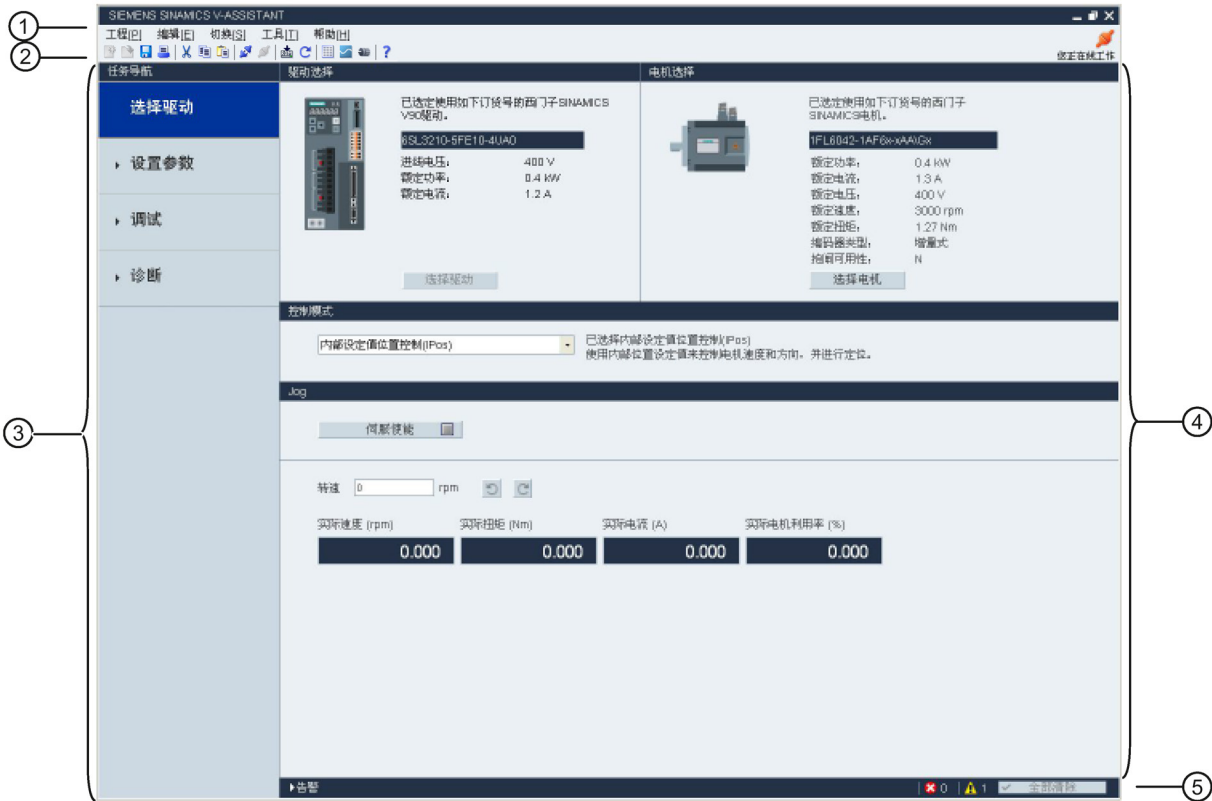 SIEMENS SINAMICS V-ASSISTANT
① 工程[P] 编辑[E] 切换[S] 工具[T] 帮助[H]
②
您正在线工作
任务导航
选择驱动
设置参数
调试
诊断
③
驱动选择
已选定使用如下订货号的西门子SINAMICS
V90驱动。
6SL3210-5FE10-4UA0
进线电压: 400 V
额定功率: 0.4 kW
额定电流: 1.2 A
选择驱动
电机选择
已选定使用如下订货号的西门子
SINAMICS电机。
1FL6042-1AF6x-xAA\Gx
额定功率: 0.4 kW
额定电流: 1.3 A
额定电压: 400 V
额定速度: 3000 rpm
额定扭矩: 1.27 Nm
编码器类型: 增量式
抱闸可用性: N
选择电机
控制模式
内部设定值位置控制(IPos)
已选择内部设定值位置控制(IPos)
使用内部位置设定值来控制电机速度和方向，并进行定位。
Jog
伺服使能
转速 0 rpm
实际速度 (rpm) 实际扭矩 (Nm) 实际电流 (A) 实际电机利用率 (%)
0.000 0.000 0.000 0.000
④
告警 0 1 全部清除
⑤